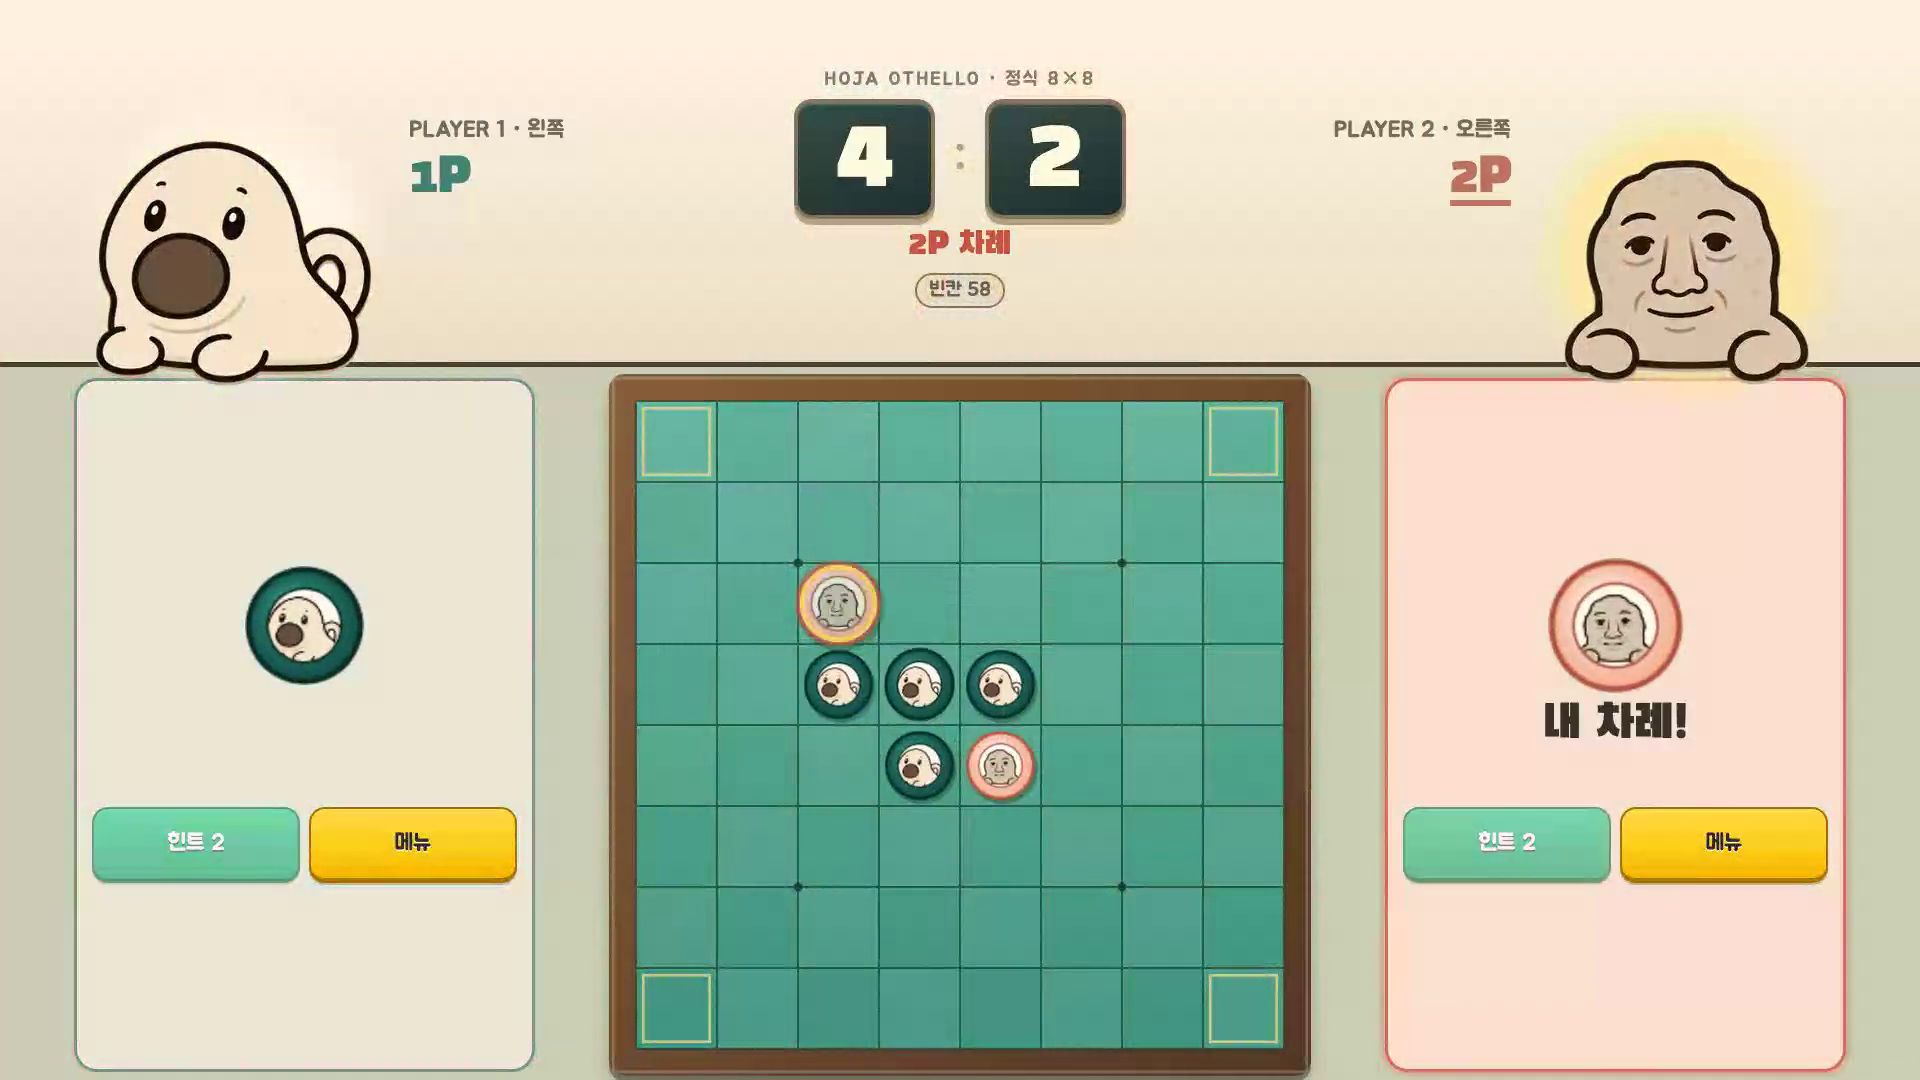 HOJA OTHELLO · 정식 8×8
PLAYER 1 · 왼쪽
1P
4 : 2
PLAYER 2 · 오른쪽
2P
2P 차례
빈칸 58
힌트 2
메뉴
내 차례!
힌트 2
메뉴